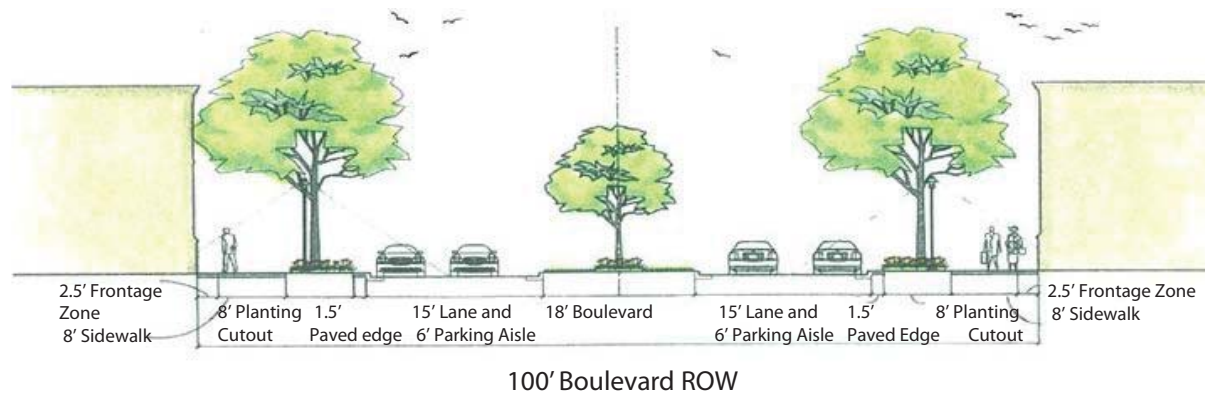 2.5’ Frontage
Zone
8’ Sidewalk
8’ Planting
Cutout
1.5’
Paved edge
15’ Lane and
6’ Parking Aisle
18’ Boulevard
15’ Lane and
6’ Parking Aisle
1.5’
Paved Edge
8’ Planting
Cutout
2.5’ Frontage Zone
8’ Sidewalk
100’ Boulevard ROW